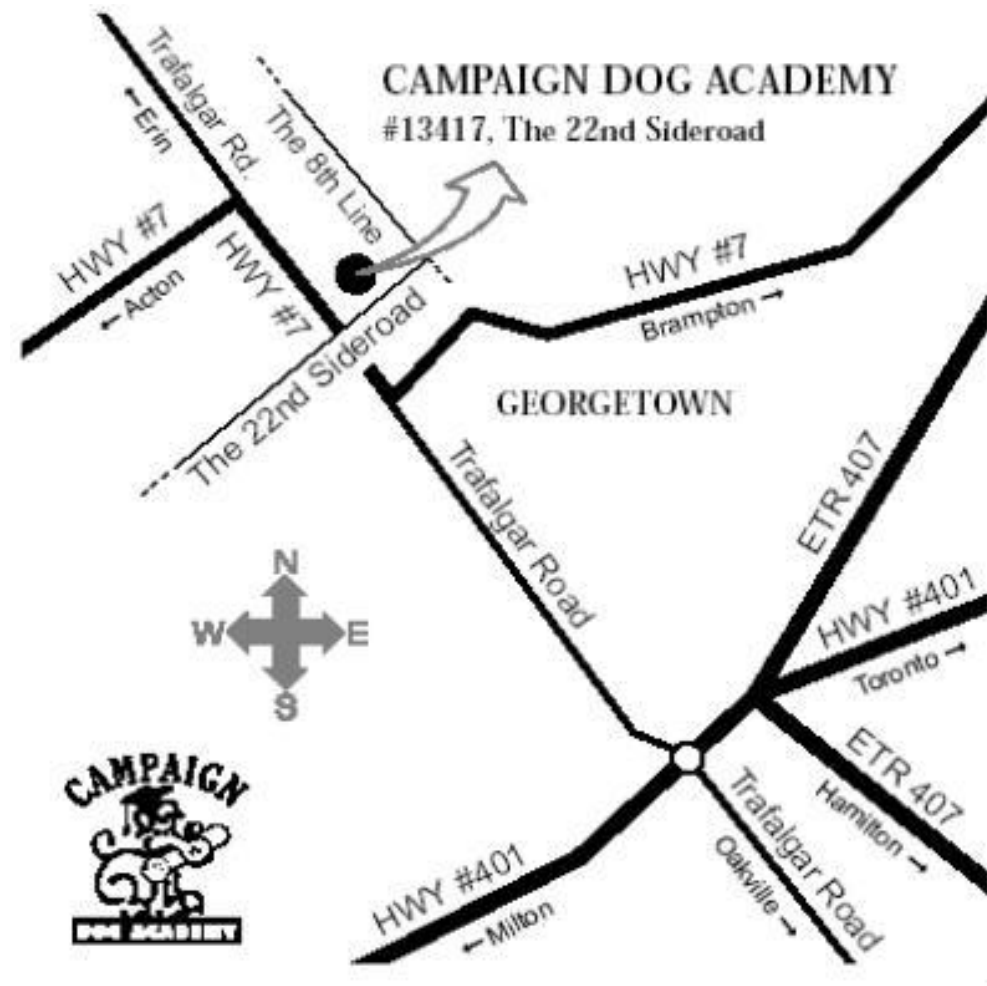 CAMPAIGN DOG ACADEMY
#13417, The 22nd Sideroad
Trafalgar Rd.
←Erin
The 8th Line
HWY #7
← Acton
HWY #7
The 22nd Sideroad
HWY #7
Brampton →
GEORGETOWN
Trafalgar Road
ETR 407
HWY #401
Toronto →
N
W E
S
ETR 407
Hamilton →
Trafalgar Road
Oakville →
HWY #401
← Milton
CAMPAIGN
DOG ACADEMY